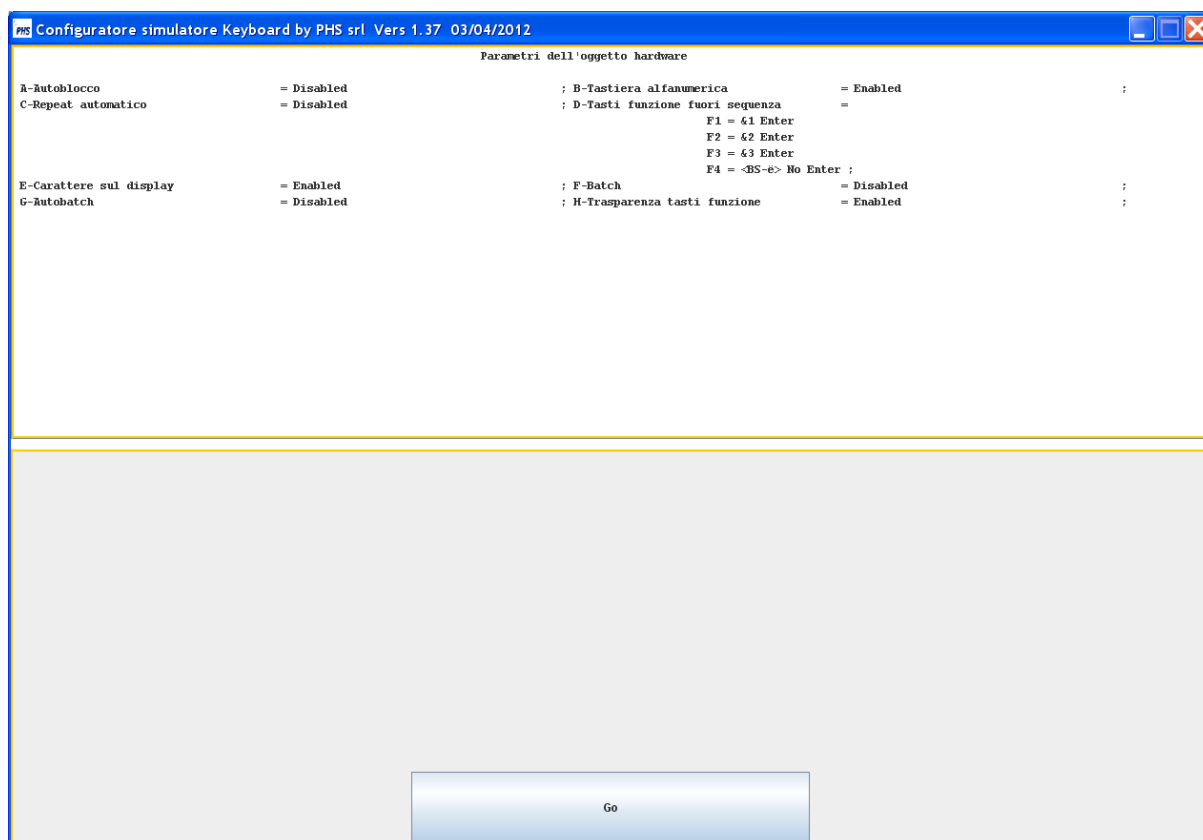 PHS Configuratore simulatore Keyboard by PHS srl Vers 1.37 03/04/2012
Parametri dell'oggetto hardware
A-Autoblocco = Disabled ; B-Tastiera alfanumerica = Enabled ;
C-Repeat automatico = Disabled ; D-Tasti funzione fuori sequenza =
F1 = &1 Enter
F2 = &2 Enter
F3 = &3 Enter
F4 = <BS-ë> No Enter ;
E-Carattere sul display = Enabled ; F-Batch = Disabled ;
G-Autobatch = Disabled ; H-Trasparenza tasti funzione = Enabled ;
Go